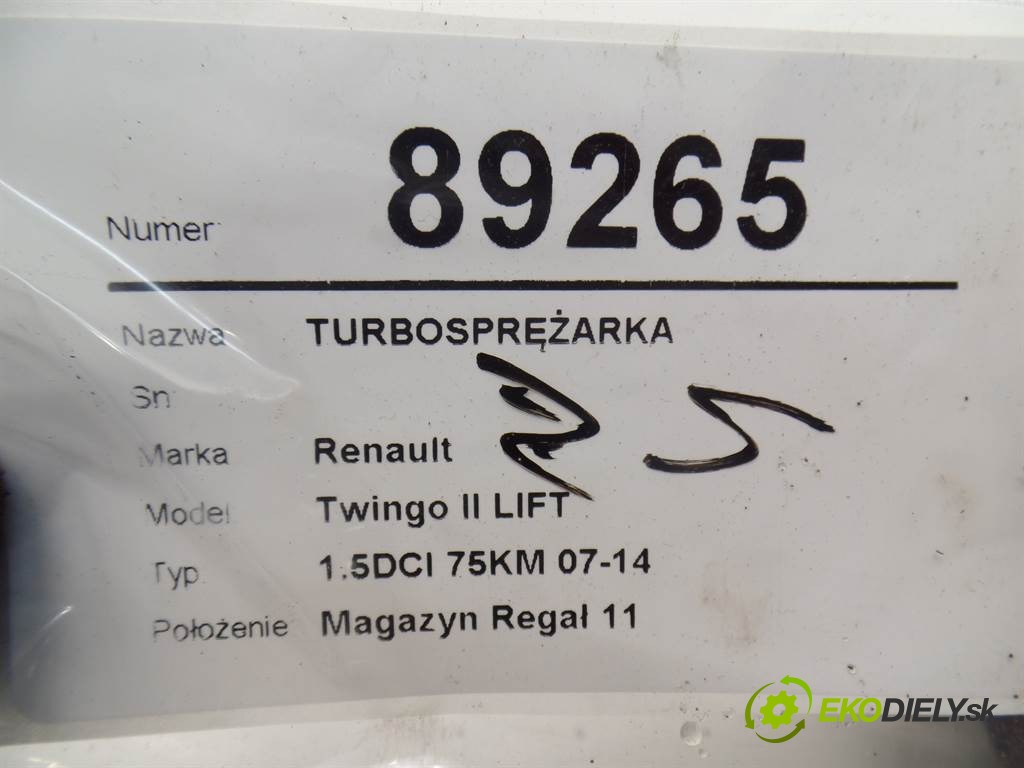 Numer: 89265
Nazwa TURBOSPRĘŻARKA
Sn
Marka Renault
Model Twingo II LIFT
Typ 1.5DCI 75KM 07-14
Położenie Magazyn Regał 11
EKODIELY.sk